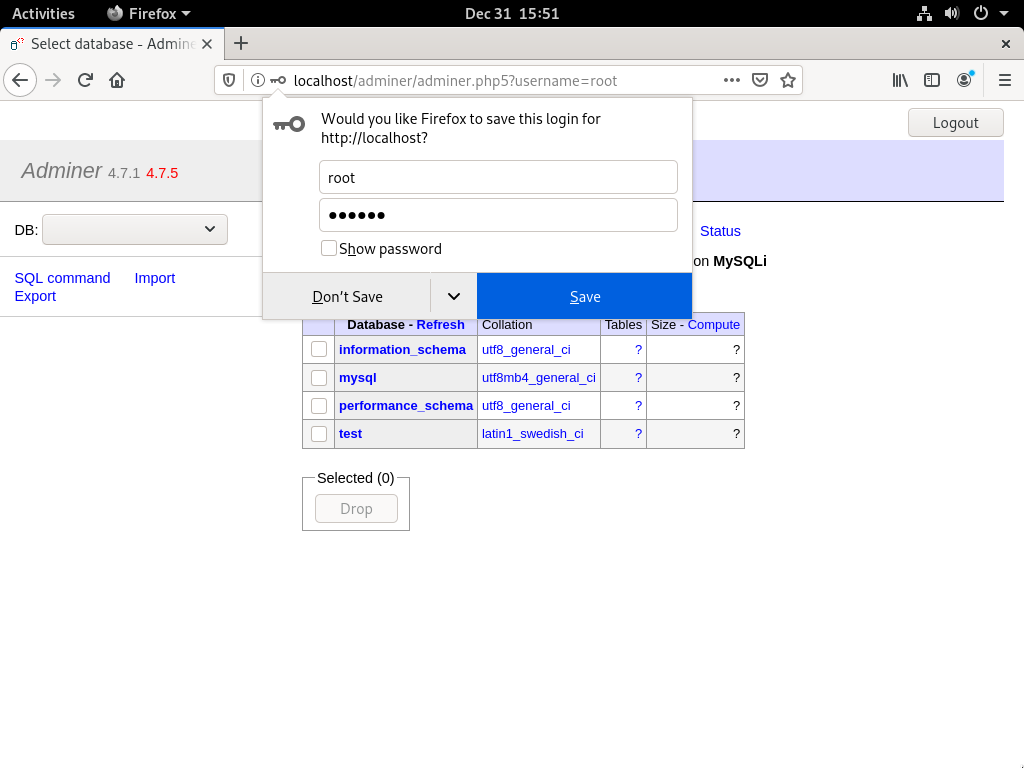 Activities Firefox Dec 31 15:51
Select database - Admine
localhost/adminer/adminer.php5?username=root
Would you like Firefox to save this login for
http://localhost?
Logout
Adminer 4.7.1 4.7.5
root
●●●●●●
DB:
Status
Show password
on MySQLi
SQL command Import
Export
Don't Save
Save
Database - Refresh Collation Tables Size - Compute
information_schema utf8_general_ci ? ?
mysql utf8mb4_general_ci ? ?
performance_schema utf8_general_ci ? ?
test latin1_swedish_ci ? ?
Selected (0)
Drop